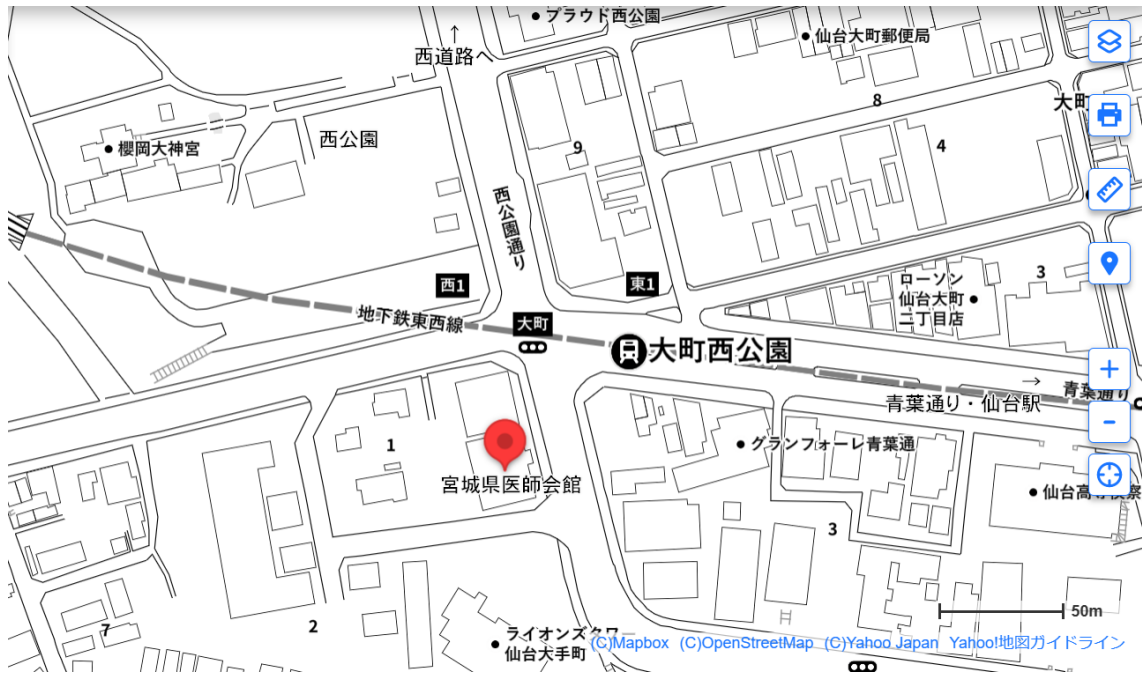 プラウド西公園
仙台大町郵便局
↑
西道路へ
大町
8
櫻岡大神宮
西公園
9
4
西公園通り
西1
東1
3
ローソン
仙台大町
二丁目店
地下鉄東西線
大町
大町西公園
→
青葉通り・仙台駅
青葉通り
1
グランフォーレ青葉通
宮城県医師会館
仙台高等検察
3
50m
7
2
ライオンズタワー
仙台大手町
(C)Mapbox (C)OpenStreetMap (C)Yahoo Japan Yahoo!地図ガイドライン